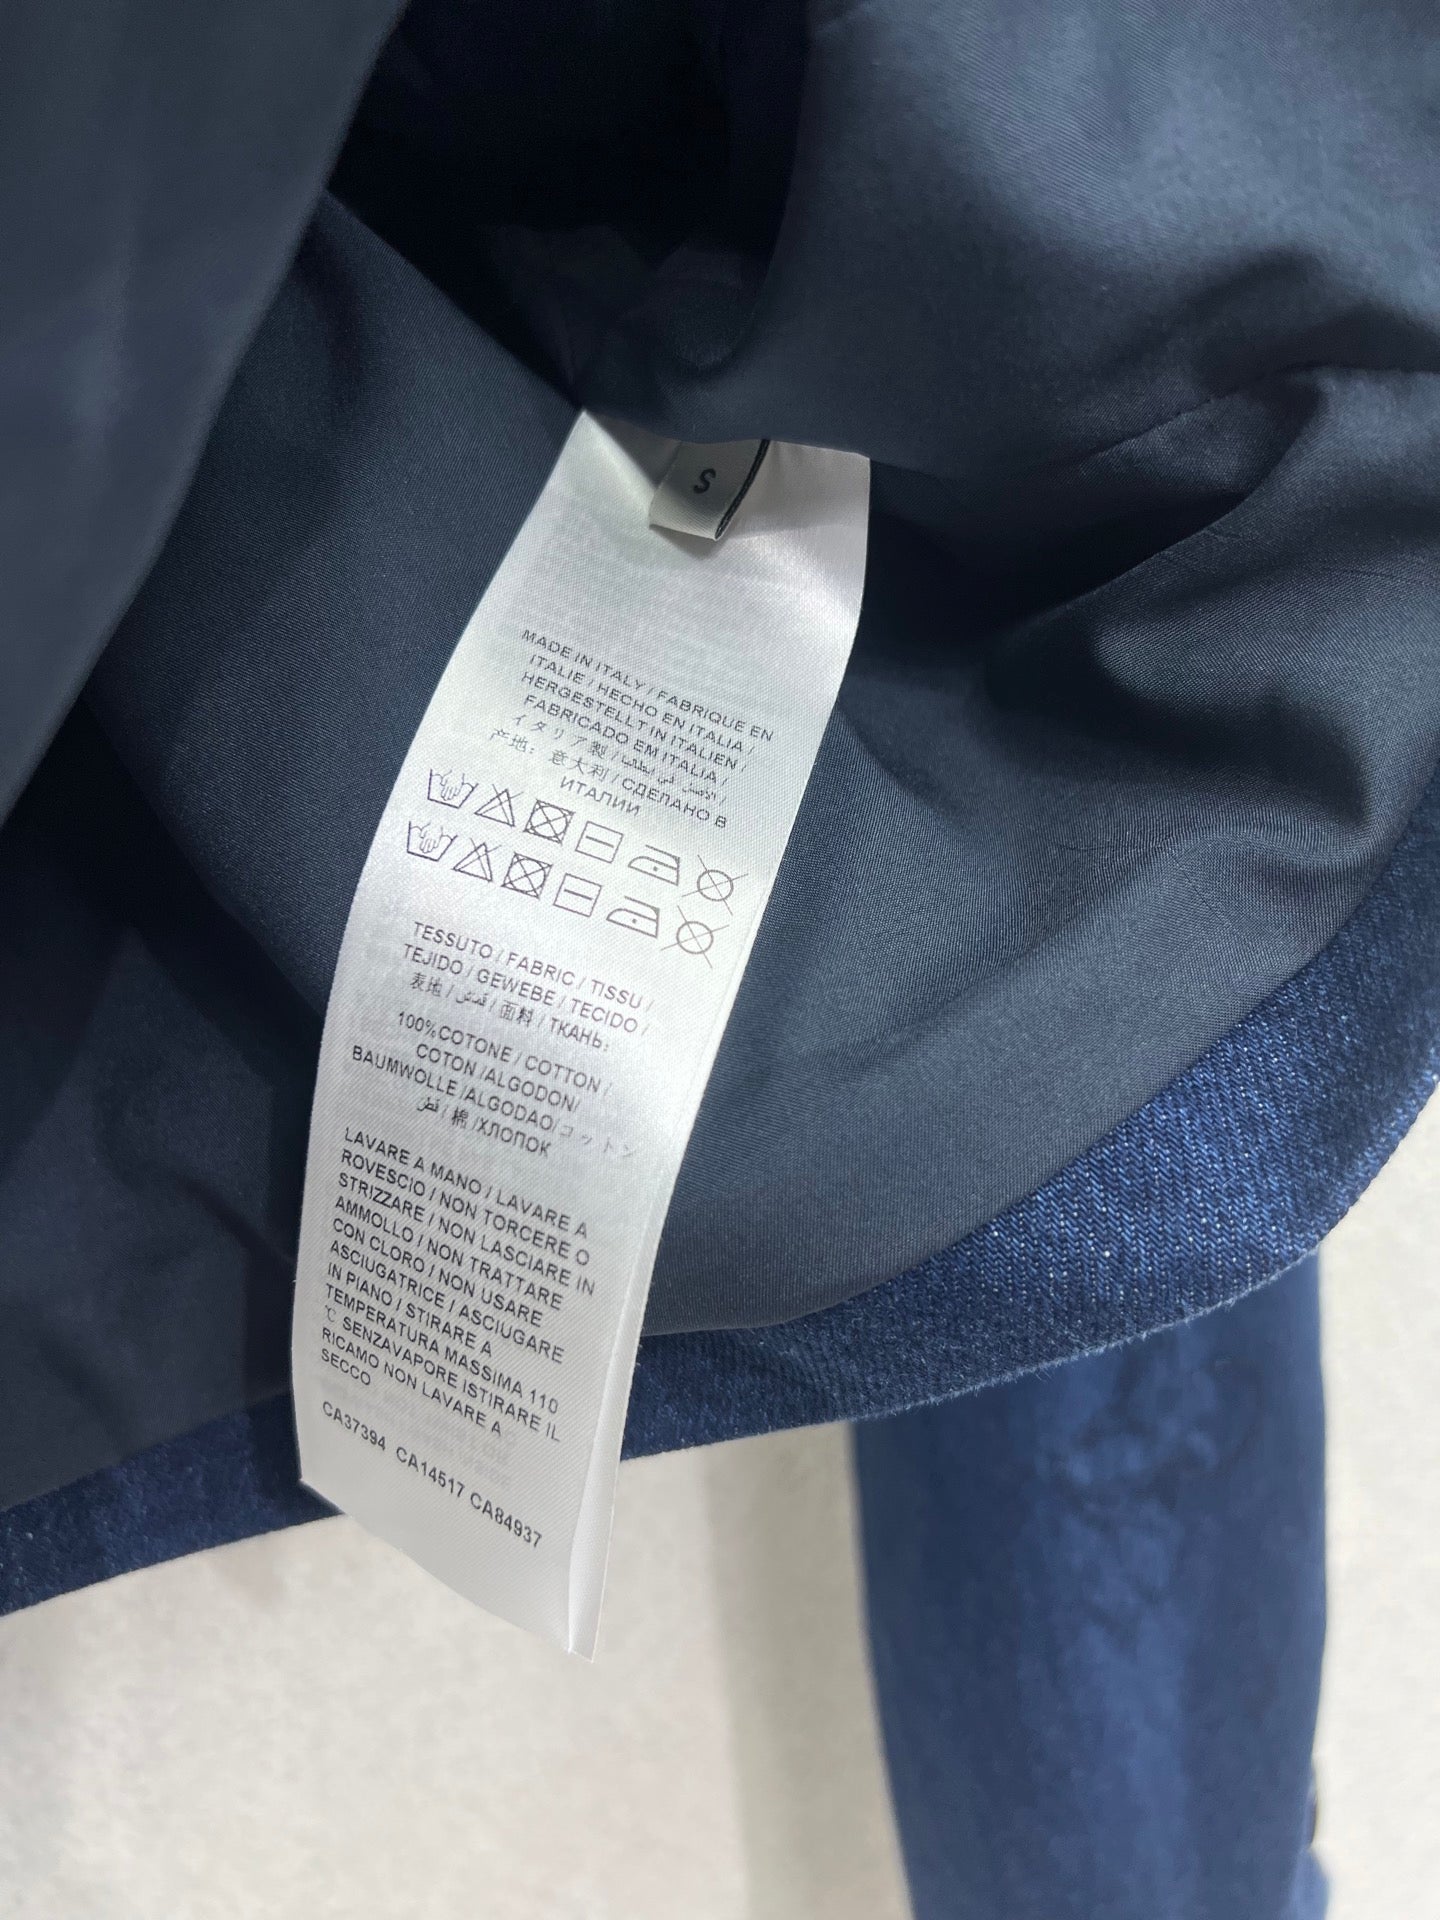 S
MADE IN ITALY / FABRIQUE EN
ITALIE / HECHO EN ITALIA /
HERGESTELLT IN ITALIEN /
FABRICADO EM ITALIA /
イタリア製 /
产地: 意大利 / СДЕЛАНО В
ИТАЛИИ
TESSUTO / FABRIC / TISSU /
TEJIDO / GEWEBE / TECIDO /
表地 / قماش / 面料 / ТКАНЬ:
100% COTONE / COTTON /
COTON /ALGODON/
BAUMWOLLE /ALGODAO/コットン
قطن / 棉 /ХЛОПОК
LAVARE A MANO / LAVARE A
ROVESCIO / NON TORCERE O
STRIZZARE / NON LASCIARE IN
AMMOLLO / NON TRATTARE
CON CLORO / NON USARE
ASCIUGATRICE / ASCIUGARE
IN PIANO / STIRARE A
TEMPERATURA MASSIMA 110
℃ SENZAVAPORE ISTIRARE IL
RICAMO NON LAVARE A
SECCO
CA37394 CA14517 CA84937